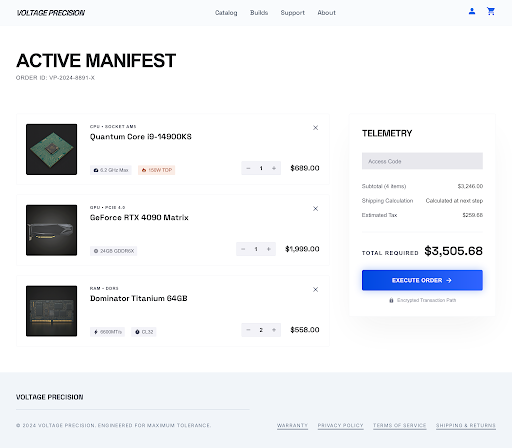 VOLTAGE PRECISION
Catalog Builds Support About
ACTIVE MANIFEST
ORDER ID: VP-2024-8891-X
CPU • SOCKET AM5
Quantum Core i9-14900KS
6.2 GHz Max 150W TDP
− 1 + $689.00
GPU • PCIE 4.0
GeForce RTX 4090 Matrix
24GB GDDR6X
− 1 + $1,999.00
RAM • DDR5
Dominator Titanium 64GB
6600MT/s CL32
− 2 + $558.00
TELEMETRY
Access Code
Subtotal (4 items) $3,246.00
Shipping Calculation Calculated at next step
Estimated Tax $259.68
TOTAL REQUIRED $3,505.68
EXECUTE ORDER →
Encrypted Transaction Path
VOLTAGE PRECISION
© 2024 VOLTAGE PRECISION. ENGINEERED FOR MAXIMUM TOLERANCE.
WARRANTY PRIVACY POLICY TERMS OF SERVICE SHIPPING & RETURNS